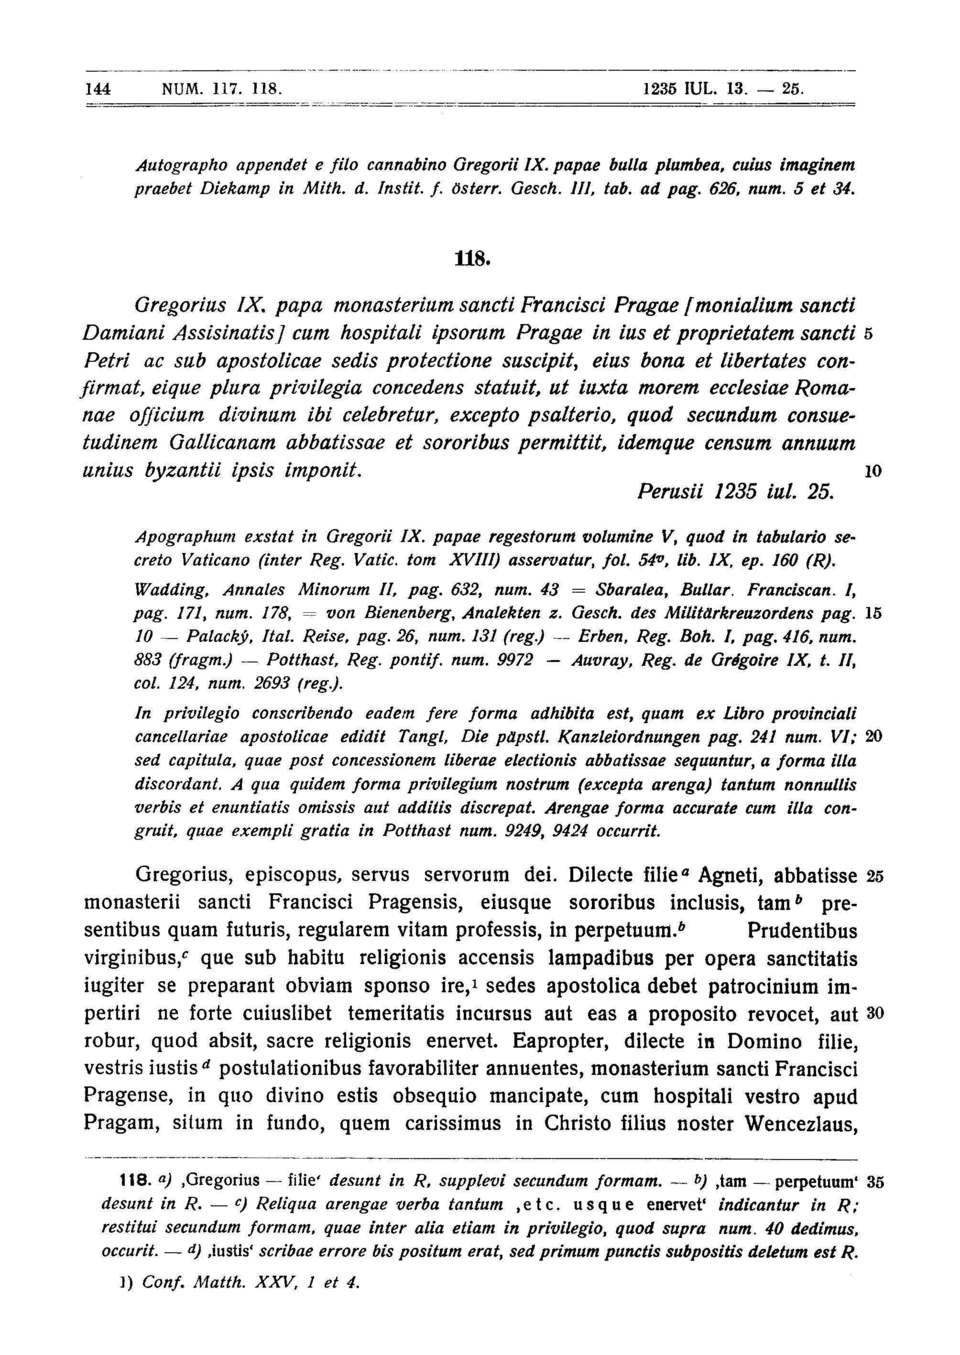 144 NUM. 117. 118. 1235 IUL. 13. — 25.
Autographo appendet e filo cannabino Gregorii IX. papae bulla plumbea, cuius imaginem
praebet Diekamp in Mith. d. Instit. f. österr. Gesch. III, tab. ad pag. 626, num. 5 et 34.
118.
Gregorius IX. papa monasterium sancti Francisci Pragae [monialium sancti
Damiani Assisinatis] cum hospitali ipsorum Pragae in ius et proprietatem sancti 5
Petri ac sub apostolicae sedis protectione suscipit, eius bona et libertates con-
firmat, eique plura privilegia concedens statuit, ut iuxta morem ecclesiae Roma-
nae officium divinum ibi celebretur, excepto psalterio, quod secundum consue-
tudinem Gallicanam abbatissae et sororibus permittit, idemque censum annuum
unius byzantii ipsis imponit. 10
Perusii 1235 iul. 25.
Apographum exstat in Gregorii IX. papae regestorum volumine V, quod in tabulario se-
creto Vaticano (inter Reg. Vatic. tom XVIII) asservatur, fol. 54v, lib. IX, ep. 160 (R).
Wadding, Annales Minorum II, pag. 632, num. 43 = Sbaralea, Bullar. Franciscan. I,
pag. 171, num. 178, = von Bienenberg, Analekten z. Gesch. des Militärkreuzordens pag. 15
10 — Palacký, Ital. Reise, pag. 26, num. 131 (reg.) — Erben, Reg. Boh. I, pag. 416, num.
883 (fragm.) — Potthast, Reg. pontif. num. 9972 — Auvray, Reg. de Grégoire IX, t. II,
col. 124, num. 2693 (reg.).
In privilegio conscribendo eadem fere forma adhibita est, quam ex Libro provinciali
cancellariae apostolicae edidit Tangl, Die päpstl. Kanzleiordnungen pag. 241 num. VI; 20
sed capitula, quae post concessionem liberae electionis abbatissae sequuntur, a forma illa
discordant. A qua quidem forma privilegium nostrum (excepta arenga) tantum nonnullis
verbis et enuntiatis omissis aut additis discrepat. Arengae forma accurate cum illa con-
gruit, quae exempli gratia in Potthast num. 9249, 9424 occurrit.
Gregorius, episcopus, servus servorum dei. Dilecte filie a Agneti, abbatisse 25
monasterii sancti Francisci Pragensis, eiusque sororibus inclusis, tam b pre-
sentibus quam futuris, regularem vitam professis, in perpetuum.b Prudentibus
virginibus,c que sub habitu religionis accensis lampadibus per opera sanctitatis
iugiter se preparant obviam sponso ire,1 sedes apostolica debet patrocinium im-
pertiri ne forte cuiuslibet temeritatis incursus aut eas a proposito revocet, aut 30
robur, quod absit, sacre religionis enervet. Eapropter, dilecte in Domino filie,
vestris iustis d postulationibus favorabiliter annuentes, monasterium sancti Francisci
Pragense, in quo divino estis obsequio mancipate, cum hospitali vestro apud
Pragam, situm in fundo, quem carissimus in Christo filius noster Wencezlaus,
118. a) ‚Gregorius — filie‘ desunt in R, supplevi secundum formam. — b) ‚tam — perpetuum‘ 35
desunt in R. — c) Reliqua arengae verba tantum ‚etc. usque enervet‘ indicantur in R;
restitui secundum formam, quae inter alia etiam in privilegio, quod supra num. 40 dedimus,
occurit. — d) ‚iustis‘ scribae errore bis positum erat, sed primum punctis subpositis deletum est R.
1) Conf. Matth. XXV, 1 et 4.